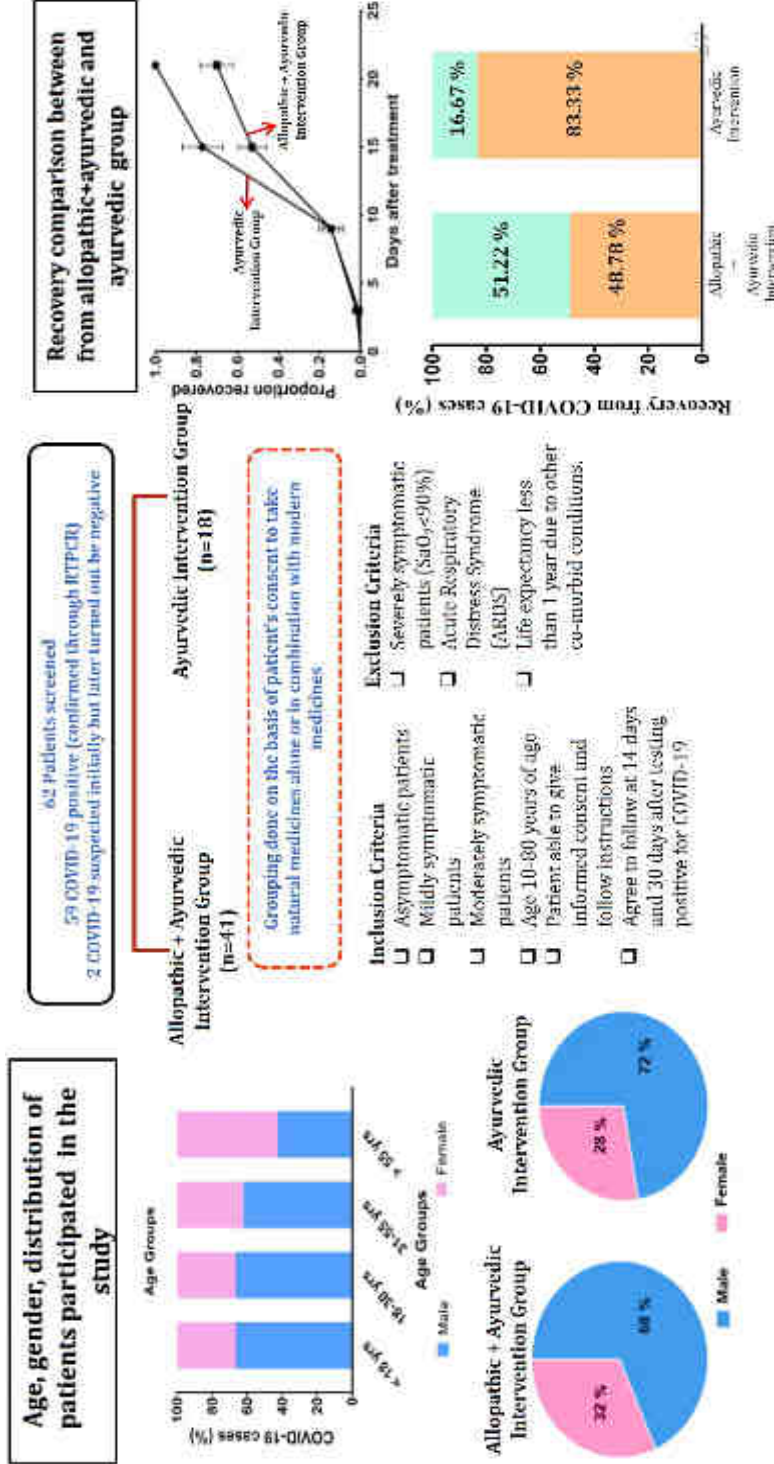 Age, gender, distribution of
patients participated in the
study
Age Groups
COVID-19 cases (%)
100
80
60
40
20
0
< 18 yrs
18-30 yrs
31-55 yrs
> 55 yrs
Age Groups
Male
Female
Allopathic + Ayurvedic
Intervention Group
32 %
68 %
Ayurvedic
Intervention Group
28 %
72 %
Male
Female
62 Patients screened
59 COVID-19 positive (confirmed through RTPCR)
2 COVID-19 suspected initially but later turned out be negative
Allopathic + Ayurvedic
Intervention Group
(n=41)
Ayurvedic Intervention Group
(n=18)
Grouping done on the basis of patient's consent to take
natural medicines alone or in combination with modern
medicines
Inclusion Criteria
Asymptomatic patients
Mildly symptomatic
patients
Moderately symptomatic
patients
Age 10-80 years of age
Patient able to give
informed consent and
follow instructions
Agree to follow at 14 days
and 30 days after testing
positive for COVID-19
Exclusion Criteria
Severely symptomatic
patients (SaO₂<90%)
Acute Respiratory
Distress Syndrome
(ARDS)
Life expectancy less
than 1 year due to other
co-morbid conditions.
Recovery comparison between
from allopathic+ayurvedic and
ayurvedic group
Proportion recovered
1.0
0.8
0.6
0.4
0.2
0.0
Ayurvedic
Intervention Group
Allopathic + Ayurvedic
Intervention Group
0
5
10
15
20
25
Days after treatment
Recovery from COVID-19 cases (%)
100
80
60
40
20
0
51.22 %
48.78 %
16.67 %
83.33 %
Allopathic
Ayurvedic
Intervention
Ayurvedic
Intervention